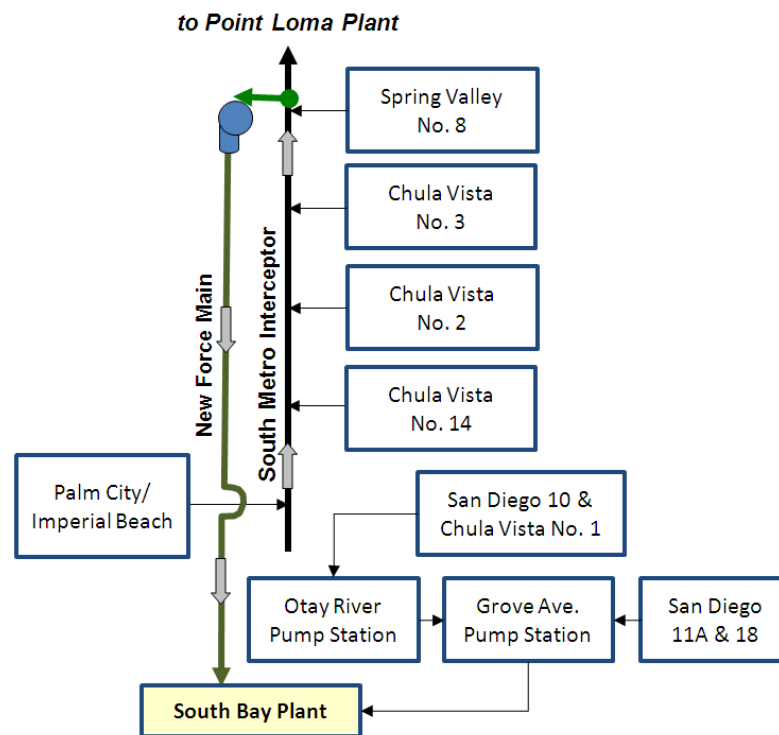 to Point Loma Plant
Spring Valley
No. 8
Chula Vista
No. 3
New Force Main
South Metro Interceptor
Chula Vista
No. 2
Chula Vista
No. 14
Palm City/
Imperial Beach
San Diego 10 &
Chula Vista No. 1
Otay River
Pump Station
Grove Ave.
Pump Station
San Diego
11A & 18
South Bay Plant